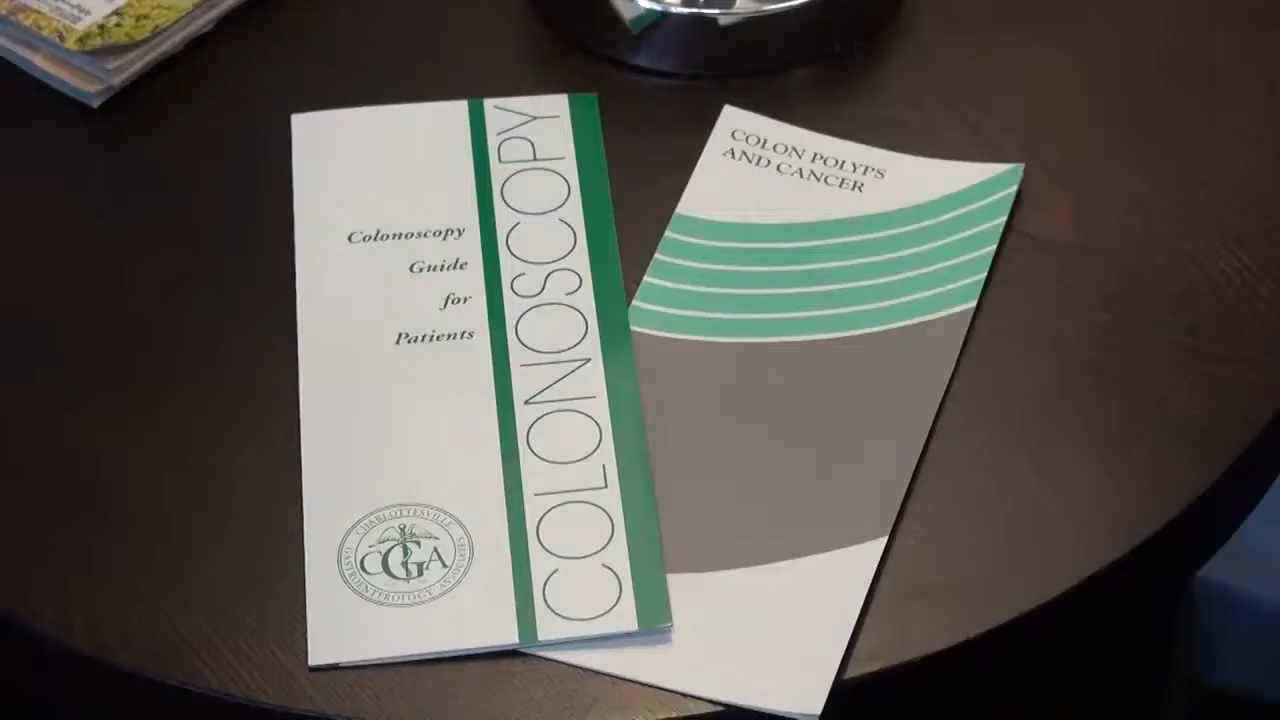 Colonoscopy
Guide
for
Patients
COLONOSCOPY
CHARLOTTESVILLE
GASTROENTEROLOGY ASSOCIATES
CGA
COLON POLYPS
AND CANCER